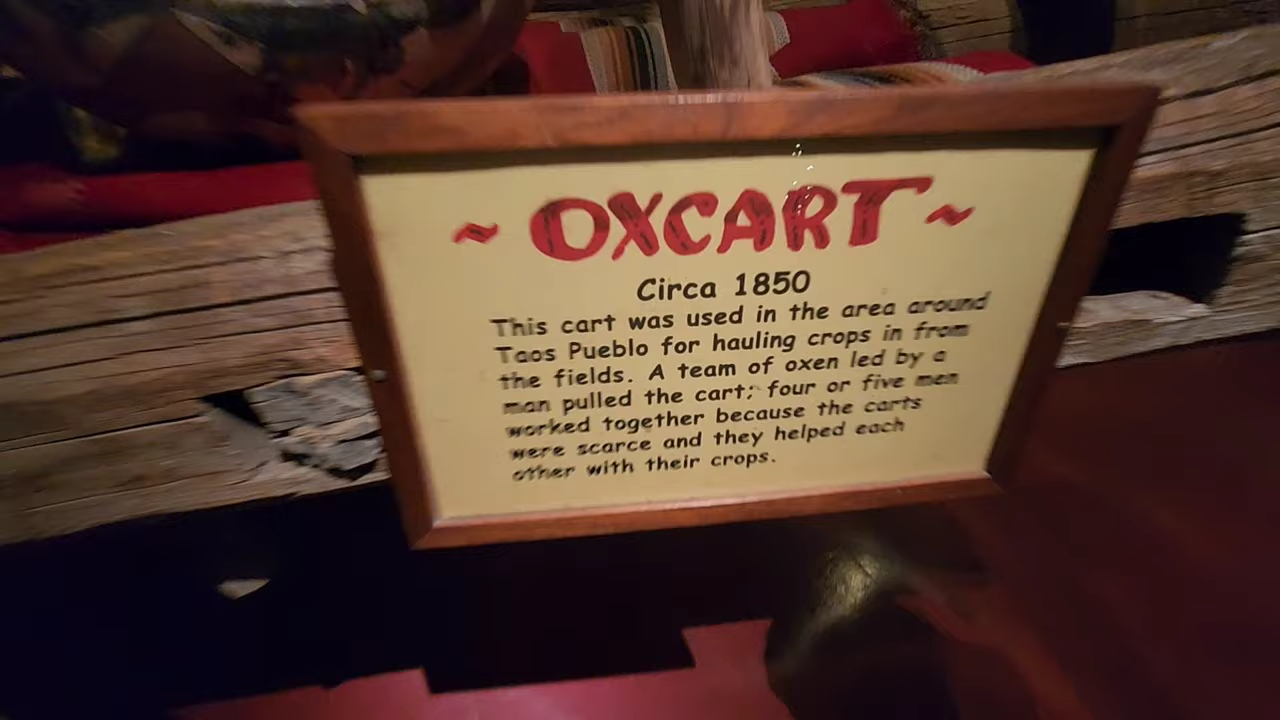 ~ OXCART ~
Circa 1850
This cart was used in the area around
Taos Pueblo for hauling crops in from
the fields. A team of oxen led by a
man pulled the cart; four or five men
worked together because the carts
were scarce and they helped each
other with their crops.